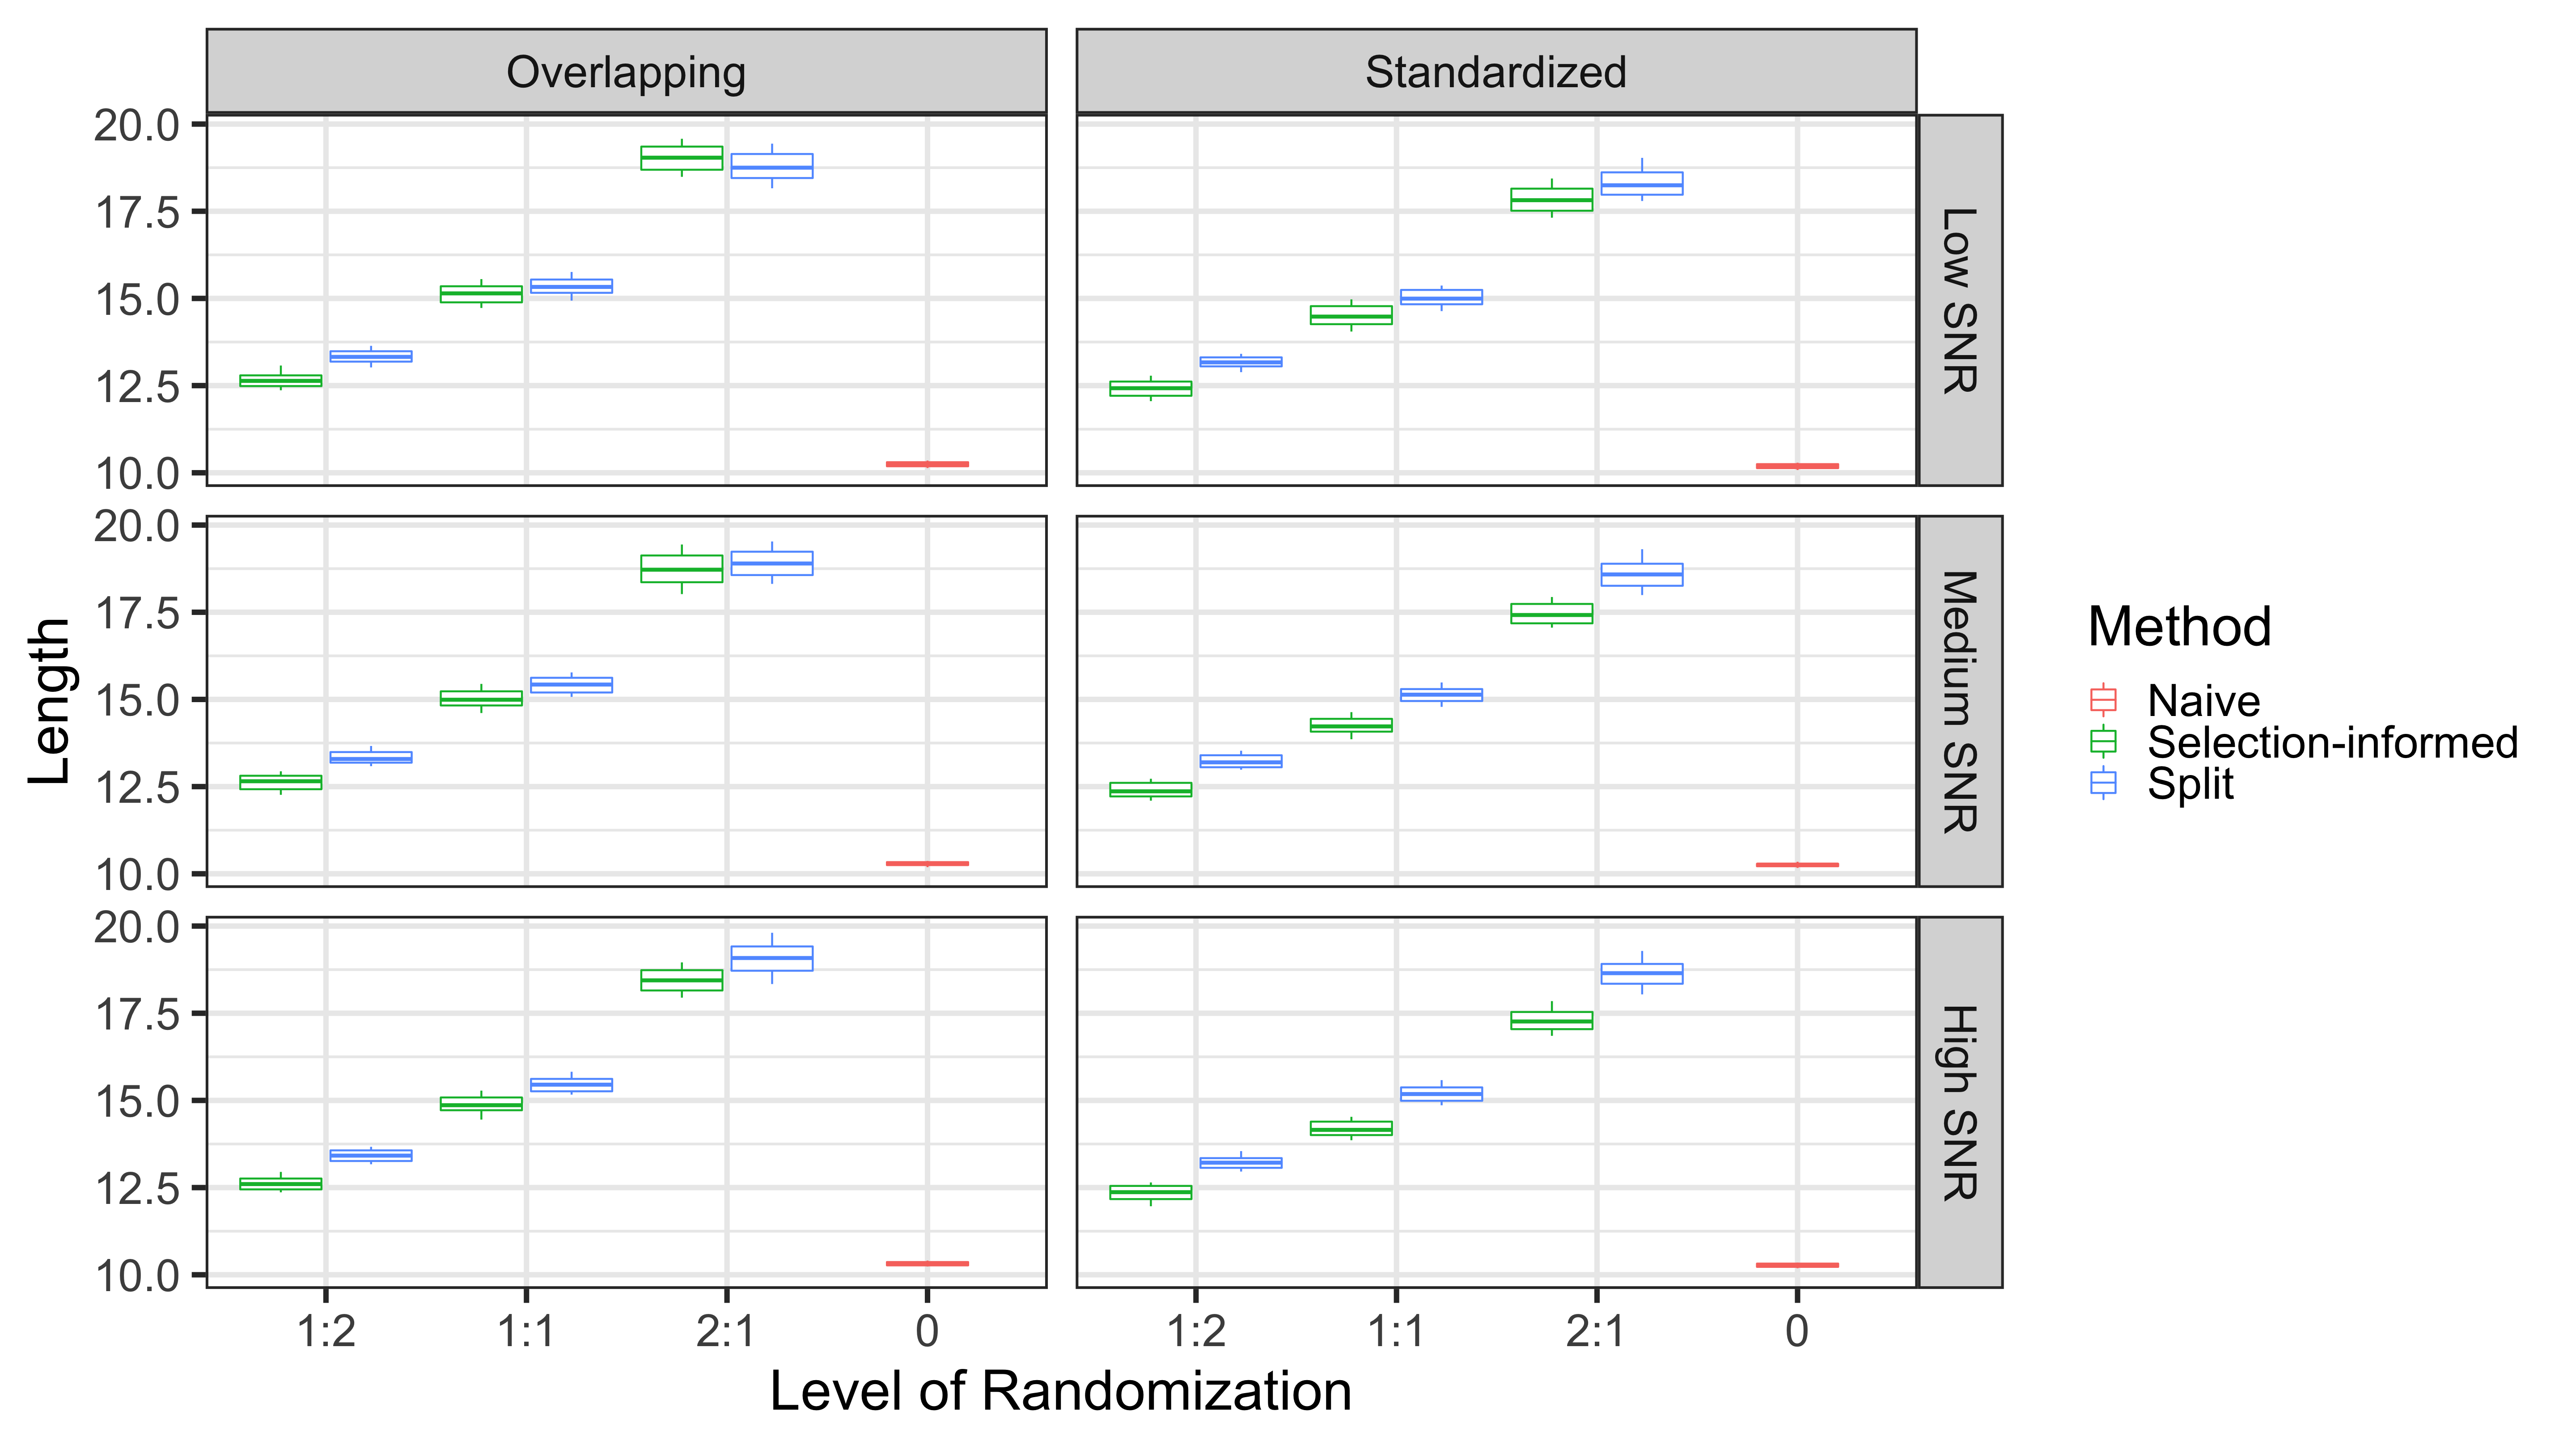 Overlapping
Standardized
20.0
17.5
15.0
12.5
10.0
Low SNR
20.0
17.5
15.0
12.5
10.0
Medium SNR
20.0
17.5
15.0
12.5
10.0
High SNR
Length
1:2 1:1 2:1 0
1:2 1:1 2:1 0
Level of Randomization
Method
Naive
Selection-informed
Split